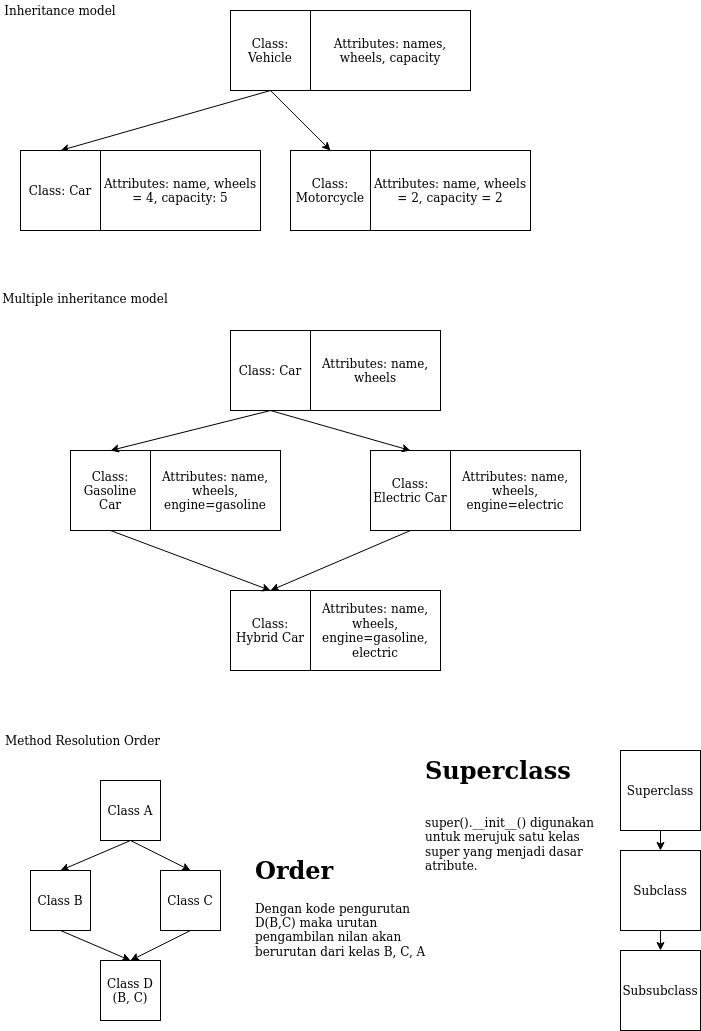 Inheritance model
Class:
Vehicle
Attributes: names,
wheels, capacity
Class: Car
Attributes: name, wheels
= 4, capacity: 5
Class:
Motorcycle
Attributes: name, wheels
= 2, capacity = 2
Multiple inheritance model
Class: Car
Attributes: name,
wheels
Class:
Gasoline
Car
Attributes: name,
wheels,
engine=gasoline
Class:
Electric Car
Attributes: name,
wheels,
engine=electric
Class:
Hybrid Car
Attributes: name,
wheels,
engine=gasoline,
electric
Method Resolution Order
Class A
Class B
Class C
Class D
(B, C)
Order
Dengan kode pengurutan
D(B,C) maka urutan
pengambilan nilan akan
berurutan dari kelas B, C, A
Superclass
super().__init__() digunakan
untuk merujuk satu kelas
super yang menjadi dasar
atribute.
Superclass
Subclass
Subsubclass